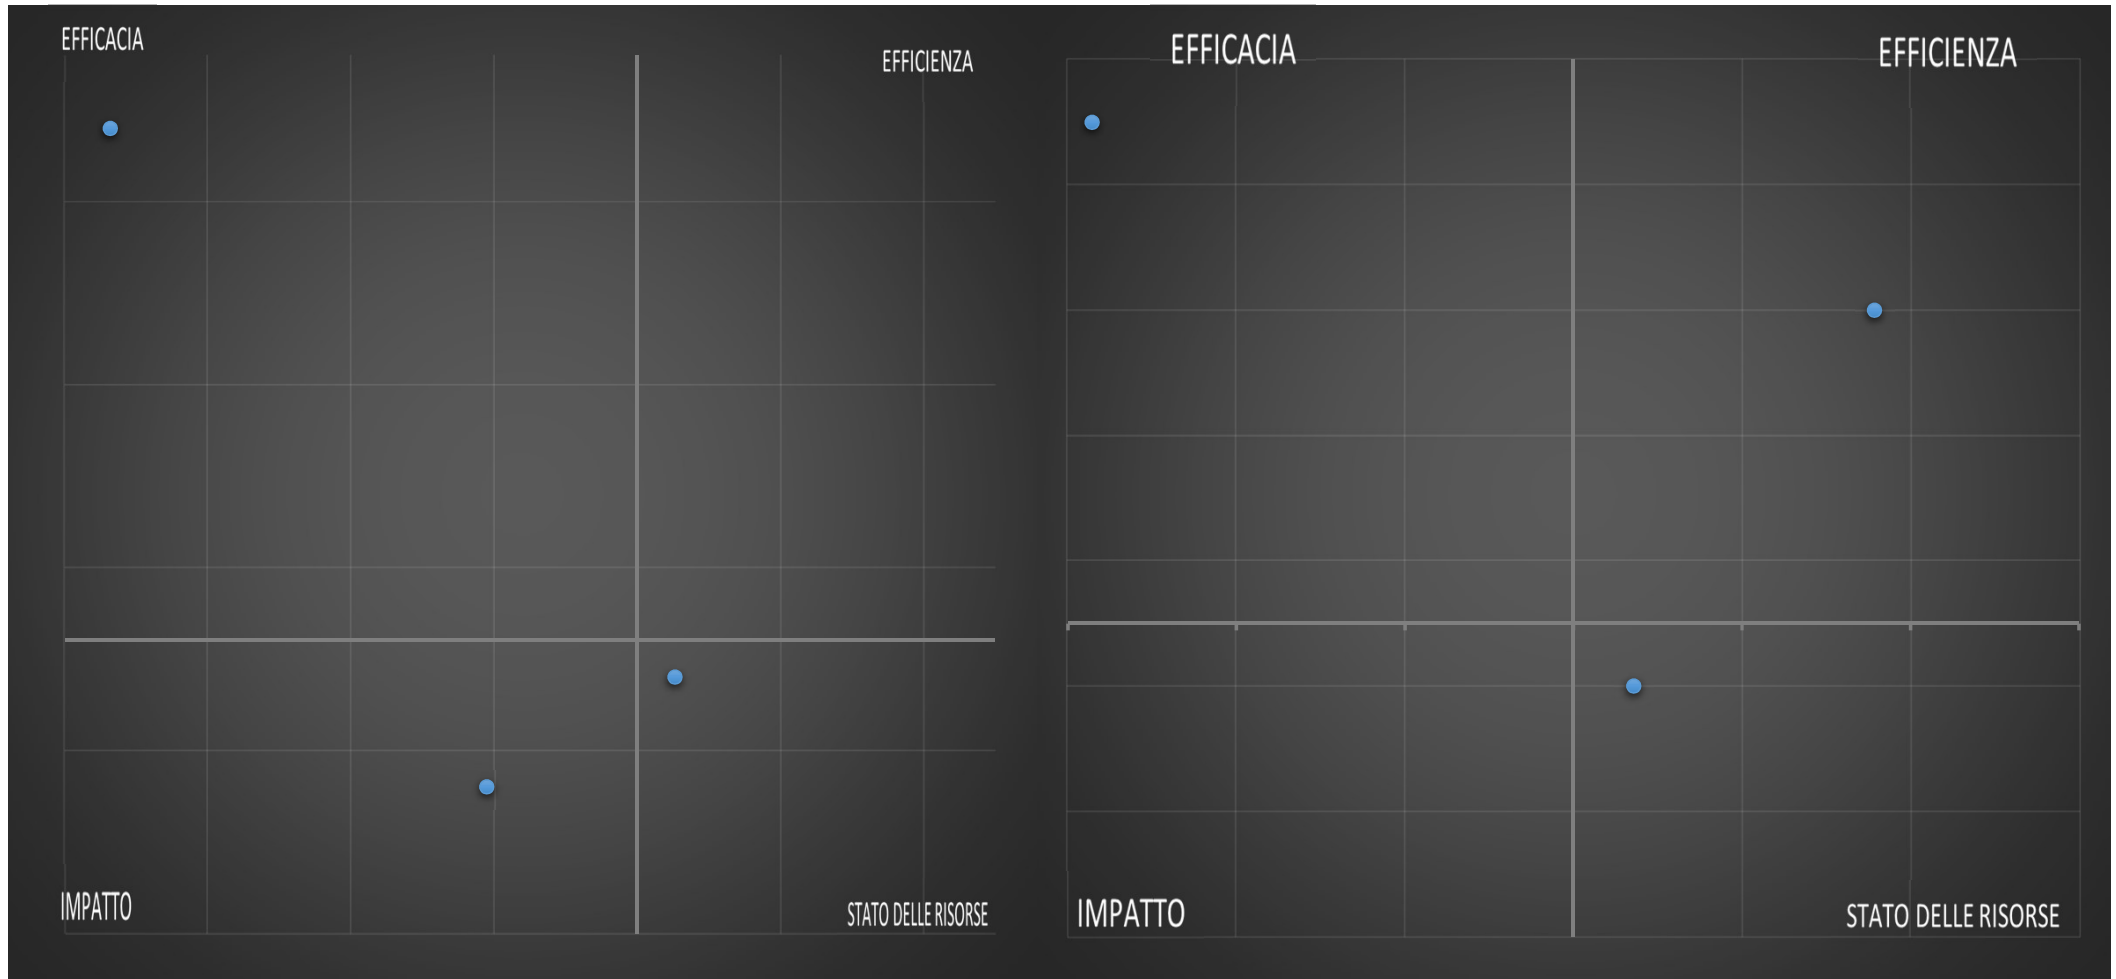 EFFICACIA
EFFICIENZA
IMPATTO
STATO DELLE RISORSE
EFFICACIA
EFFICIENZA
IMPATTO
STATO DELLE RISORSE